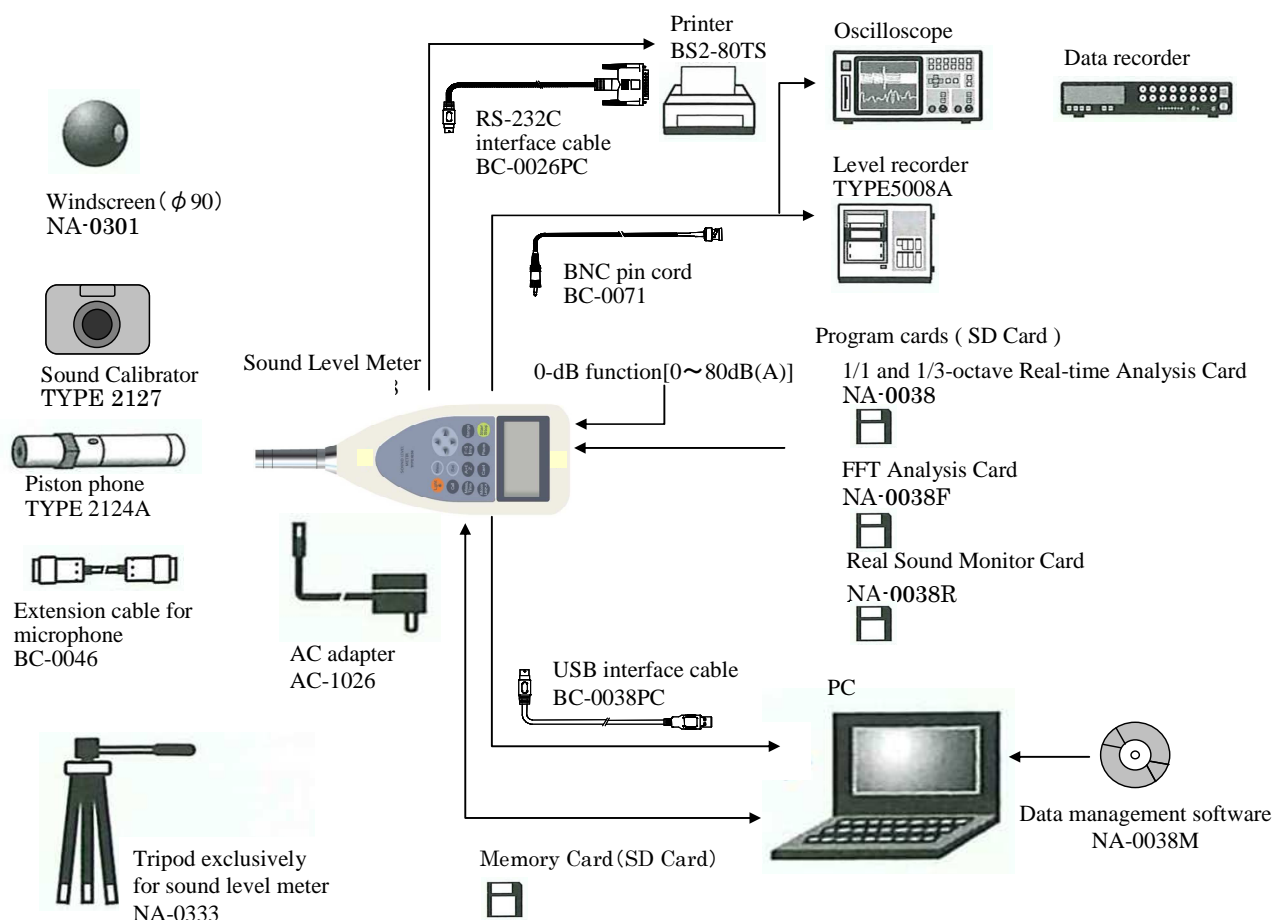 Printer
BS2-80TS
Oscilloscope
Data recorder
RS-232C
interface cable
BC-0026PC
Level recorder
TYPE5008A
Windscreen(φ90)
NA-0301
BNC pin cord
BC-0071
Sound Calibrator
TYPE 2127
Sound Level Meter
0-dB function[0～80dB(A)]
Program cards ( SD Card )
1/1 and 1/3-octave Real-time Analysis Card
NA-0038
Piston phone
TYPE 2124A
FFT Analysis Card
NA-0038F
Real Sound Monitor Card
NA-0038R
Extension cable for
microphone
BC-0046
AC adapter
AC-1026
USB interface cable
BC-0038PC
PC
Data management software
NA-0038M
Tripod exclusively
for sound level meter
NA-0333
Memory Card(SD Card)